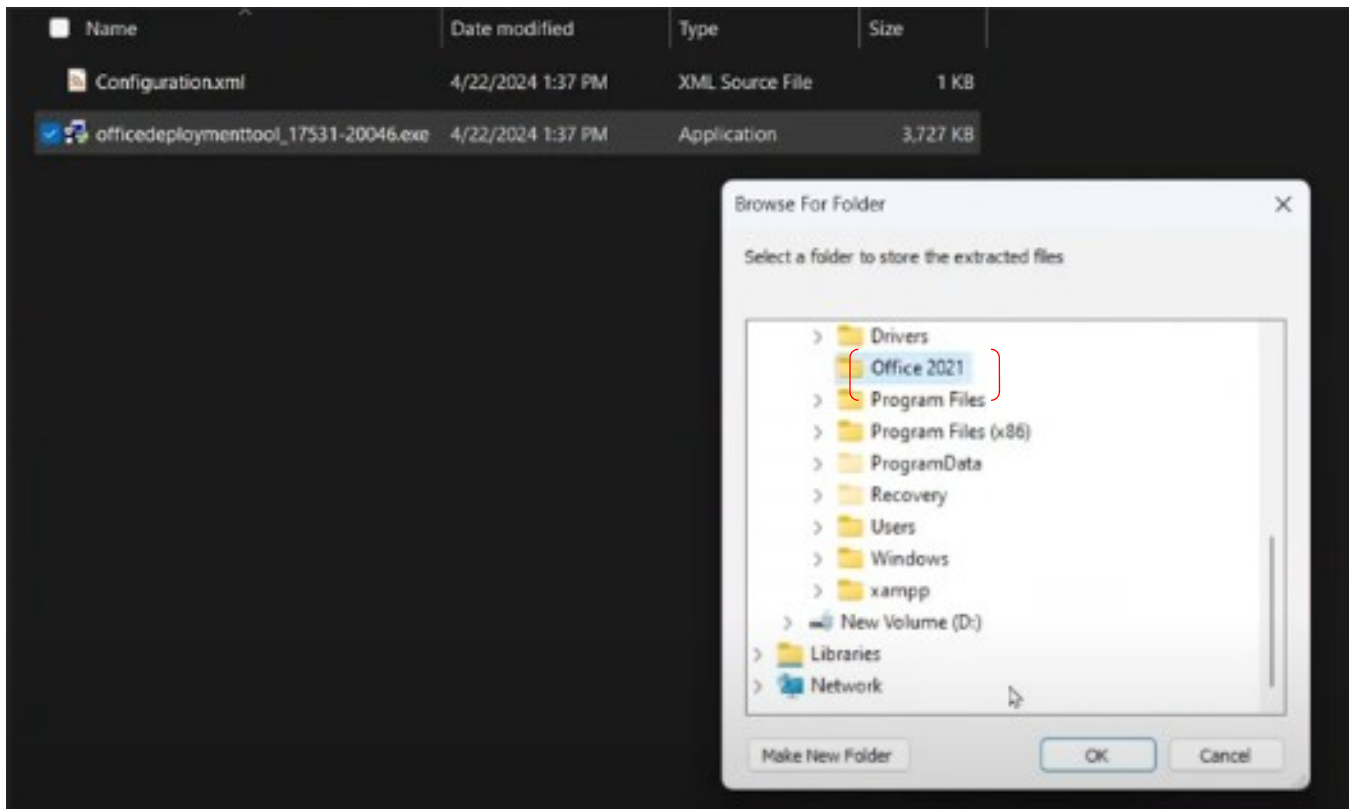 Name Date modified Type Size
Configuration.xml 4/22/2024 1:37 PM XML Source File 1 KB
officedeploymenttool_17531-20046.exe 4/22/2024 1:37 PM Application 3,727 KB
Browse For Folder
Select a folder to store the extracted files
Drivers
Office 2021
Program Files
Program Files (x86)
ProgramData
Recovery
Users
Windows
xampp
New Volume (D:)
Libraries
Network
Make New Folder OK Cancel